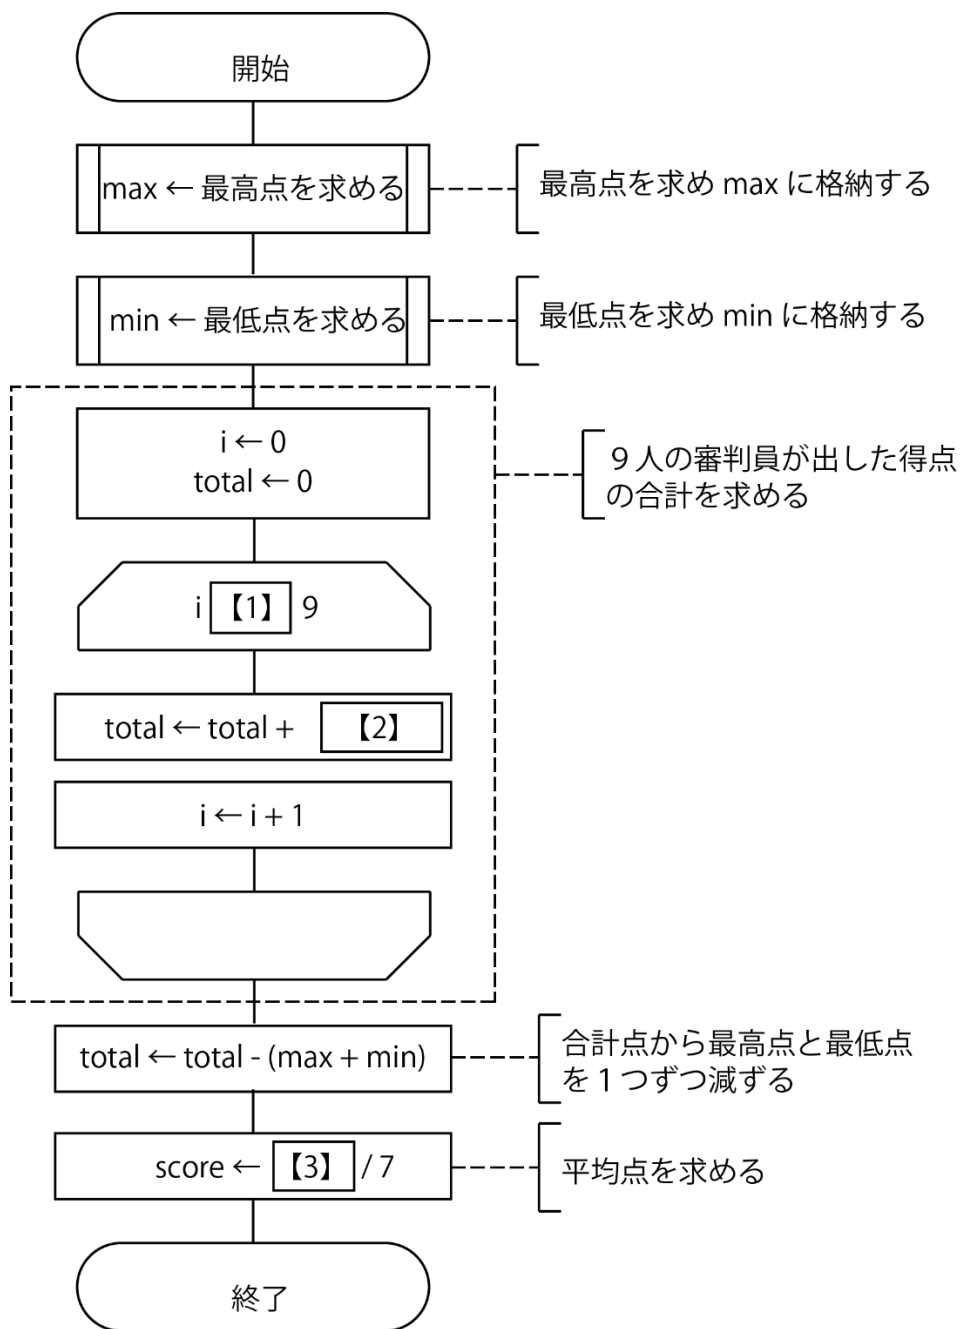 開始
max ← 最高点を求める
最高点を求め max に格納する
min ← 最低点を求める
最低点を求め min に格納する
i ← 0
total ← 0
９人の審判員が出した得点
の合計を求める
i 【1】 9
total ← total + 【2】
i ← i + 1
total ← total - (max + min)
合計点から最高点と最低点
を１つずつ減ずる
score ← 【3】 / 7
平均点を求める
終了